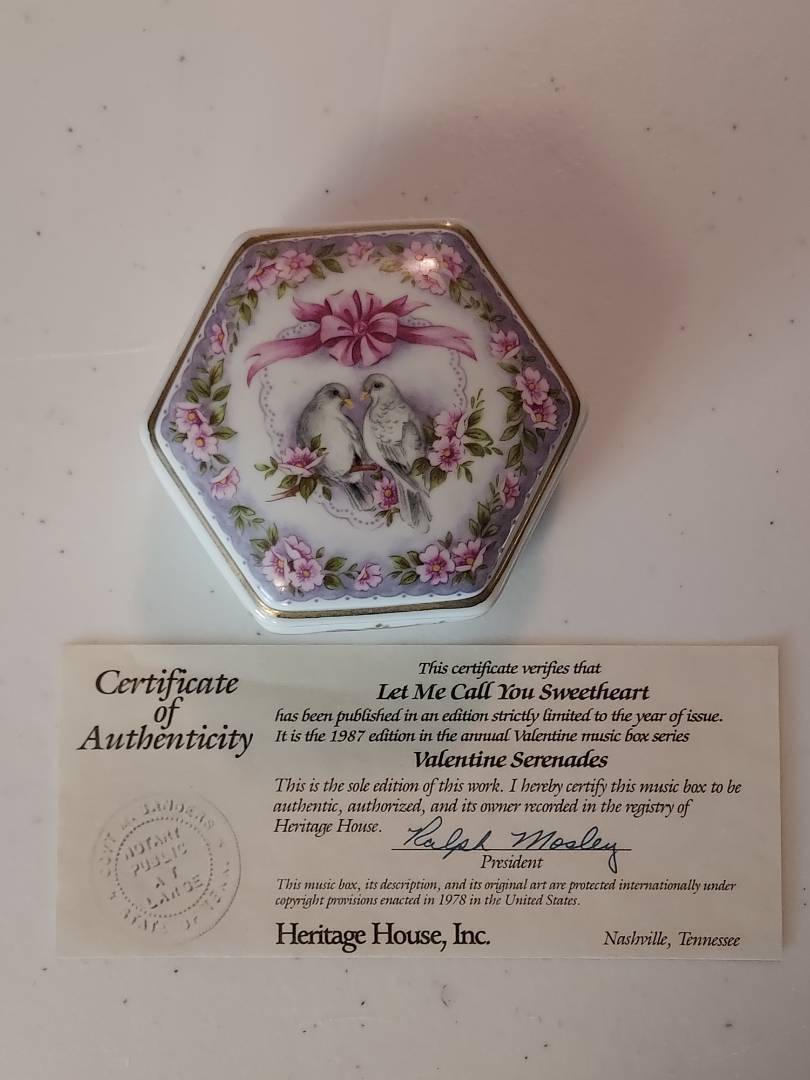 Certificate
of
Authenticity
This certificate verifies that
Let Me Call You Sweetheart
has been published in an edition strictly limited to the year of issue.
It is the 1987 edition in the annual Valentine music box series
Valentine Serenades
This is the sole edition of this work. I hereby certify this music box to be
authentic, authorized, and its owner recorded in the registry of
Heritage House.
Ralph Mosley
President
This music box, its description, and its original art are protected internationally under
copyright provisions enacted in 1978 in the United States.
Heritage House, Inc.
Nashville, Tennessee
NOTARY
PUBLIC
AT
LARGE